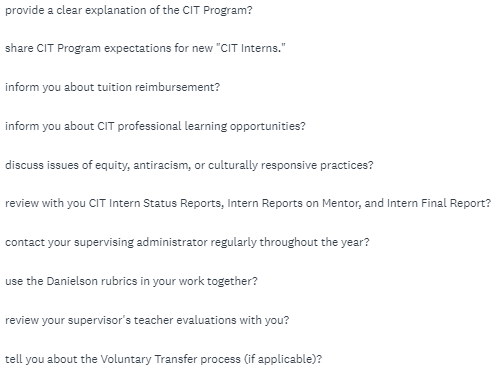 provide a clear explanation of the CIT Program?
share CIT Program expectations for new "CIT Interns."
inform you about tuition reimbursement?
inform you about CIT professional learning opportunities?
discuss issues of equity, antiracism, or culturally responsive practices?
review with you CIT Intern Status Reports, Intern Reports on Mentor, and Intern Final Report?
contact your supervising administrator regularly throughout the year?
use the Danielson rubrics in your work together?
review your supervisor's teacher evaluations with you?
tell you about the Voluntary Transfer process (if applicable)?